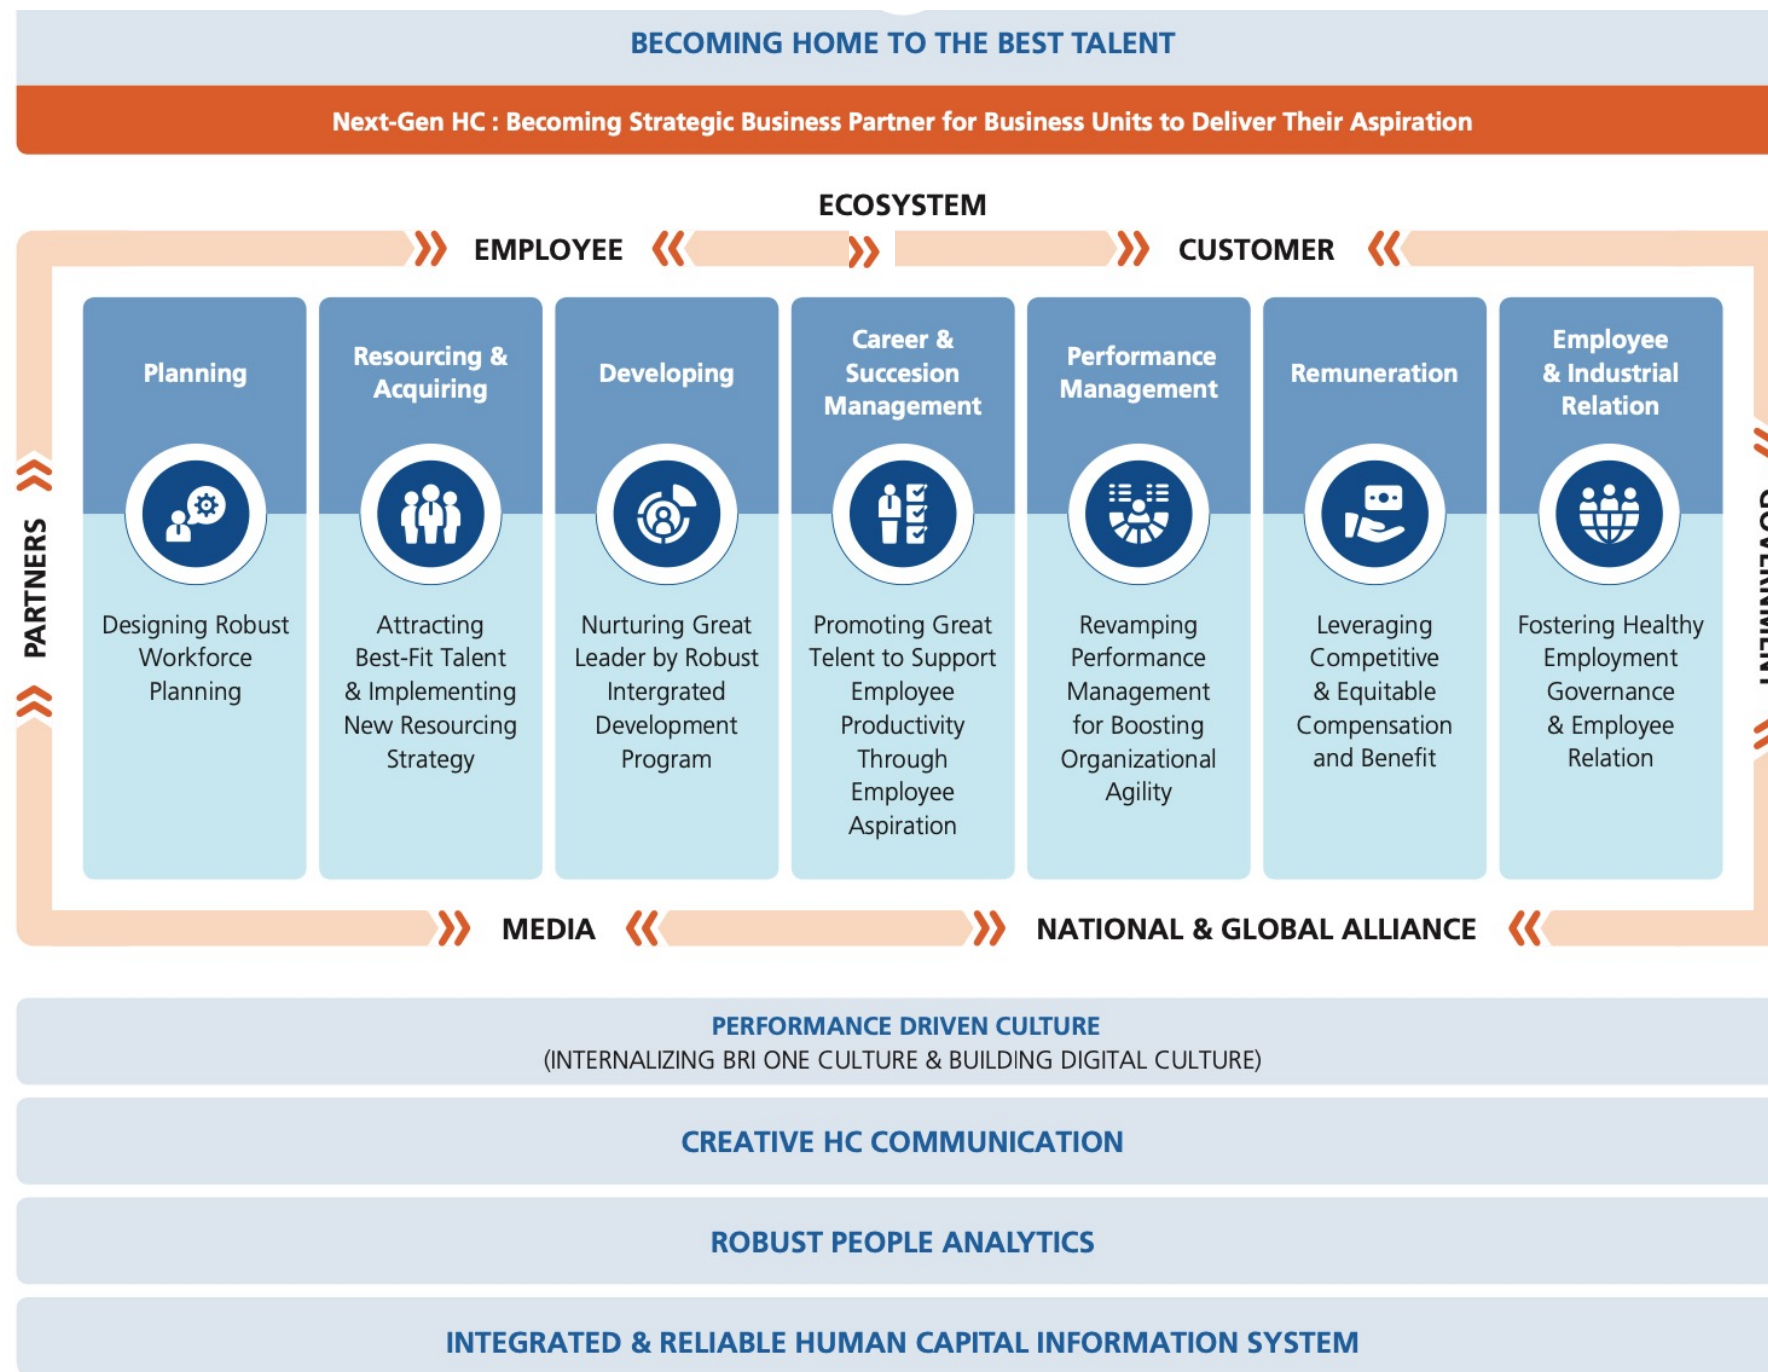 BECOMING HOME TO THE BEST TALENT
Next-Gen HC : Becoming Strategic Business Partner for Business Units to Deliver Their Aspiration
ECOSYSTEM
EMPLOYEE
CUSTOMER
PARTNERS
GOVERNMENT
Planning
Designing Robust
Workforce
Planning
Resourcing &
Acquiring
Attracting
Best-Fit Talent
& Implementing
New Resourcing
Strategy
Developing
Nurturing Great
Leader by Robust
Intergrated
Development
Program
Career &
Succesion
Management
Promoting Great
Telent to Support
Employee
Productivity
Through
Employee
Aspiration
Performance
Management
Revamping
Performance
Management
for Boosting
Organizational
Agility
Remuneration
Leveraging
Competitive
& Equitable
Compensation
and Benefit
Employee
& Industrial
Relation
Fostering Healthy
Employment
Governance
& Employee
Relation
MEDIA
NATIONAL & GLOBAL ALLIANCE
PERFORMANCE DRIVEN CULTURE
(INTERNALIZING BRI ONE CULTURE & BUILDING DIGITAL CULTURE)
CREATIVE HC COMMUNICATION
ROBUST PEOPLE ANALYTICS
INTEGRATED & RELIABLE HUMAN CAPITAL INFORMATION SYSTEM